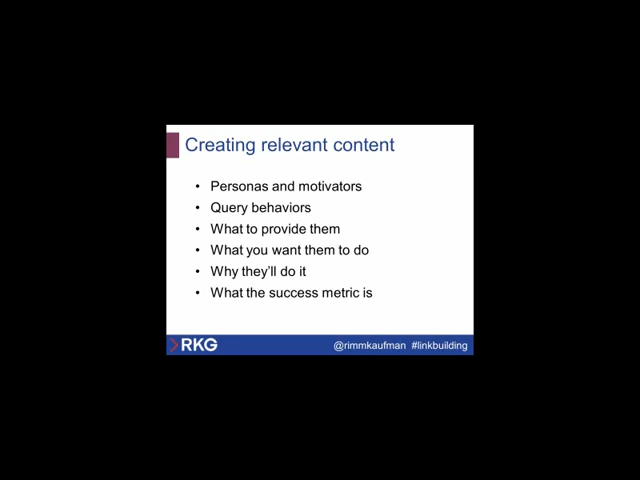 Creating relevant content
• Personas and motivators
• Query behaviors
• What to provide them
• What you want them to do
• Why they'll do it
• What the success metric is
RKG
@rimmkaufman #linkbuilding